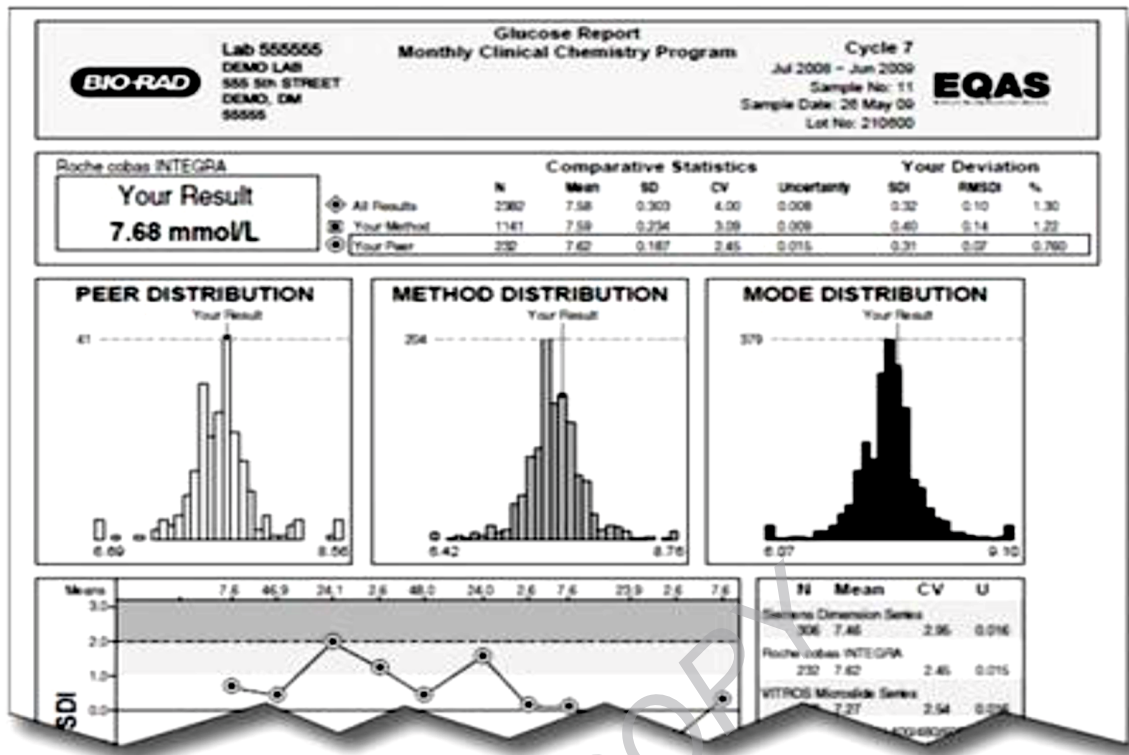 Glucose Report
Monthly Clinical Chemistry Program
BIO-RAD
Lab 555555
DEMO LAB
555 5th STREET
DEMO, DM
55555
Cycle 7
Jul 2008 – Jun 2009
Sample No: 11
Sample Date: 26 May 09
Lot No: 210600
EQAS
Roche cobas INTEGRA
Your Result
7.68 mmol/L
Comparative Statistics Your Deviation
N Mean SD CV Uncertainty SDI RMSDI %
All Results 2382 7.58 0.303 4.00 0.008 0.32 0.10 1.30
Your Method 1141 7.59 0.234 3.09 0.009 0.40 0.14 1.22
Your Peer 232 7.62 0.187 2.45 0.015 0.31 0.07 0.760
PEER DISTRIBUTION
Your Result
41
6.69 8.56
METHOD DISTRIBUTION
Your Result
204
6.42 8.76
MODE DISTRIBUTION
Your Result
379
6.07 9.10
Means 7.6 46.9 24.1 2.6 48.0 24.0 2.6 7.6 23.9 2.6 7.6
3.0
2.0
1.0
0.0
SDI
N Mean CV U
Siemens Dimension Series
306 7.46 2.95 0.016
Roche cobas INTEGRA
232 7.62 2.45 0.015
VITROS Microslide Series
7.27 2.54
COPY